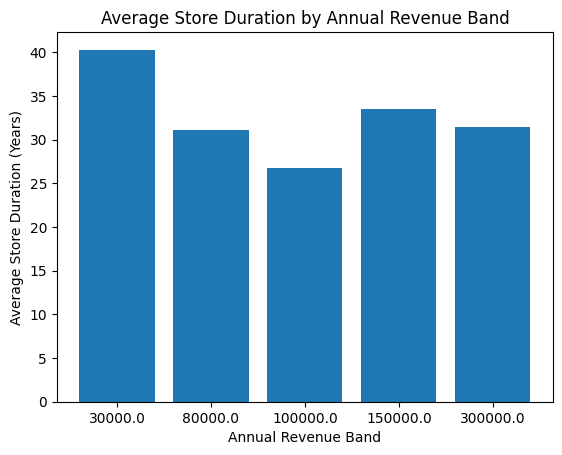 Average Store Duration by Annual Revenue Band
Average Store Duration (Years)
40
35
30
25
20
15
10
5
0
30000.0 80000.0 100000.0 150000.0 300000.0
Annual Revenue Band